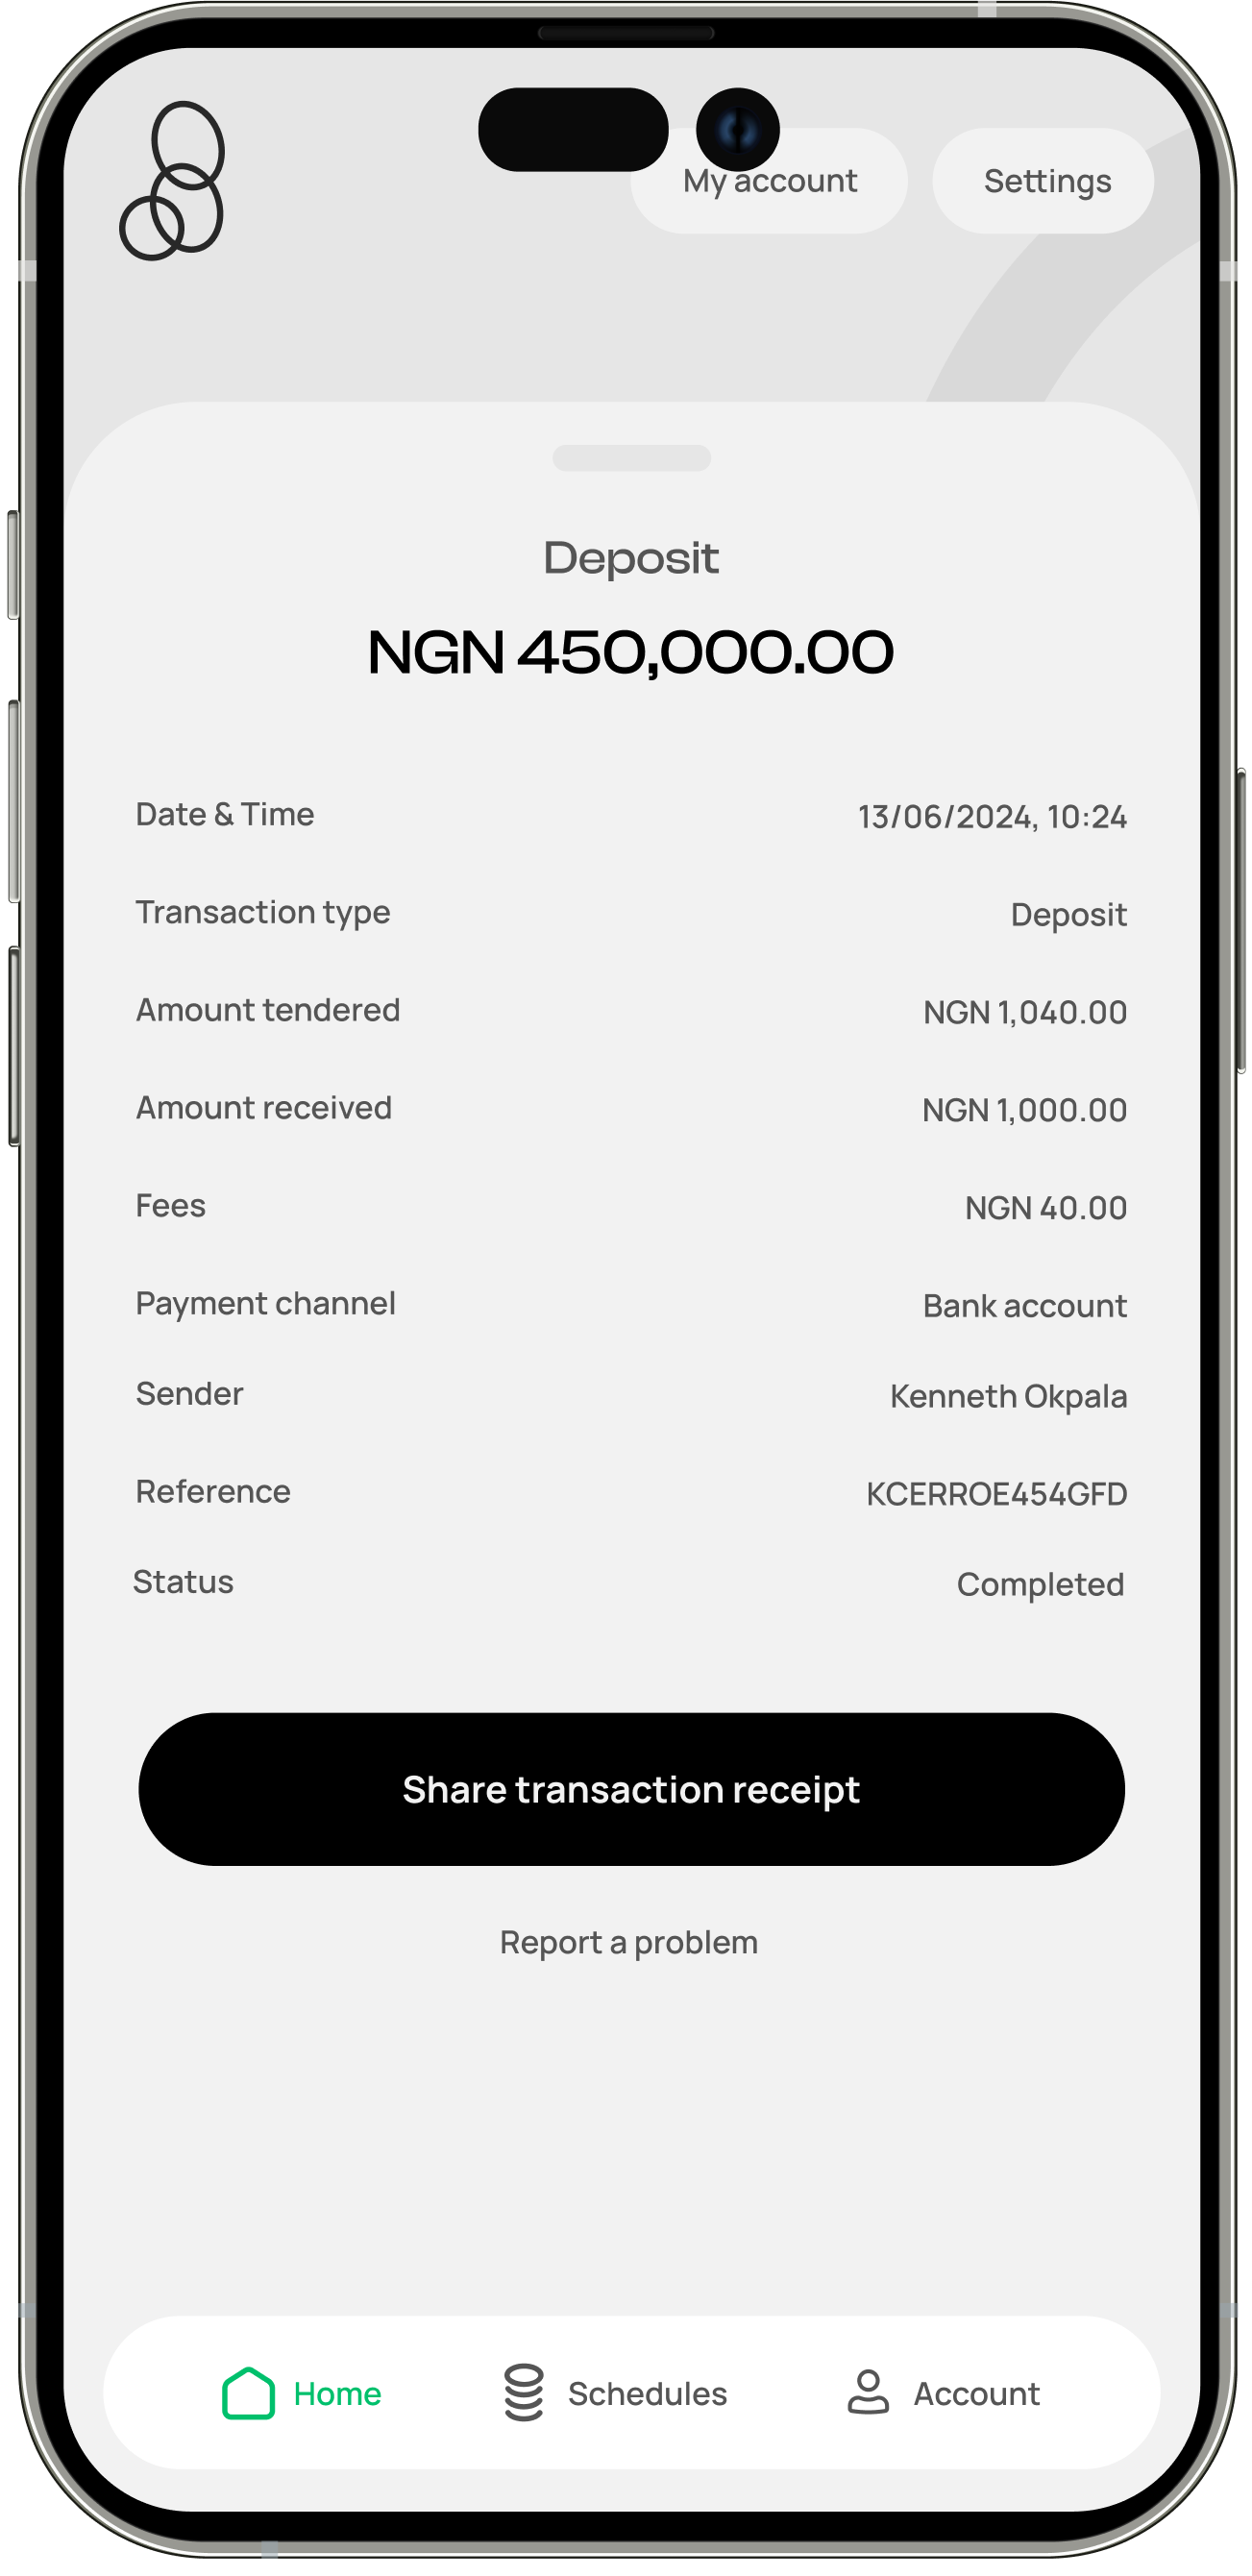 My account Settings
Deposit
NGN 450,000.00
Date & Time 13/06/2024, 10:24
Transaction type Deposit
Amount tendered NGN 1,040.00
Amount received NGN 1,000.00
Fees NGN 40.00
Payment channel Bank account
Sender Kenneth Okpala
Reference KCERROE454GFD
Status Completed
Share transaction receipt
Report a problem
Home Schedules Account